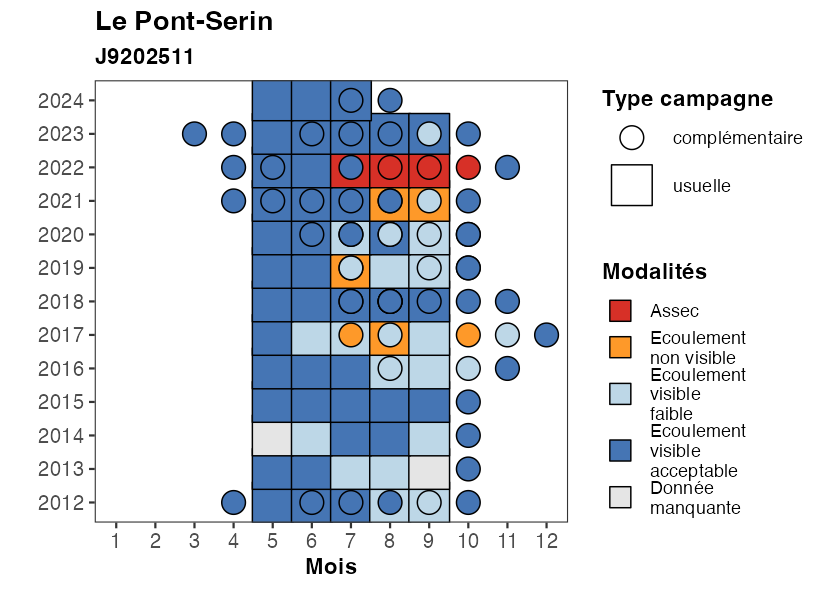 Le Pont-Serin
J9202511
2024
2023
2022
2021
2020
2019
2018
2017
2016
2015
2014
2013
2012
1 2 3 4 5 6 7 8 9 10 11 12
Mois
Type campagne
complémentaire
usuelle
Modalités
Assec
Ecoulement
non visible
Ecoulement
visible
faible
Ecoulement
visible
acceptable
Donnée
manquante